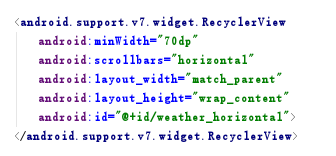 <android.support.v7.widget.RecyclerView
android:minWidth="70dp"
android:scrollbars="horizontal"
android:layout_width="match_parent"
android:layout_height="wrap_content"
android:id="@+id/weather_horizontal">
</android.support.v7.widget.RecyclerView>